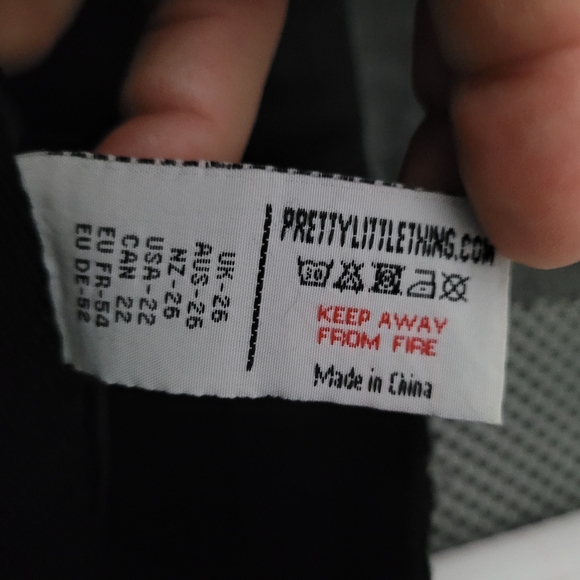 PRETTYLITTLETHING.COM
KEEP AWAY
FROM FIRE
Made in China
UK-26
AUS-26
NZ-26
USA-22
CAN 22
EU FR-54
EU DE-52